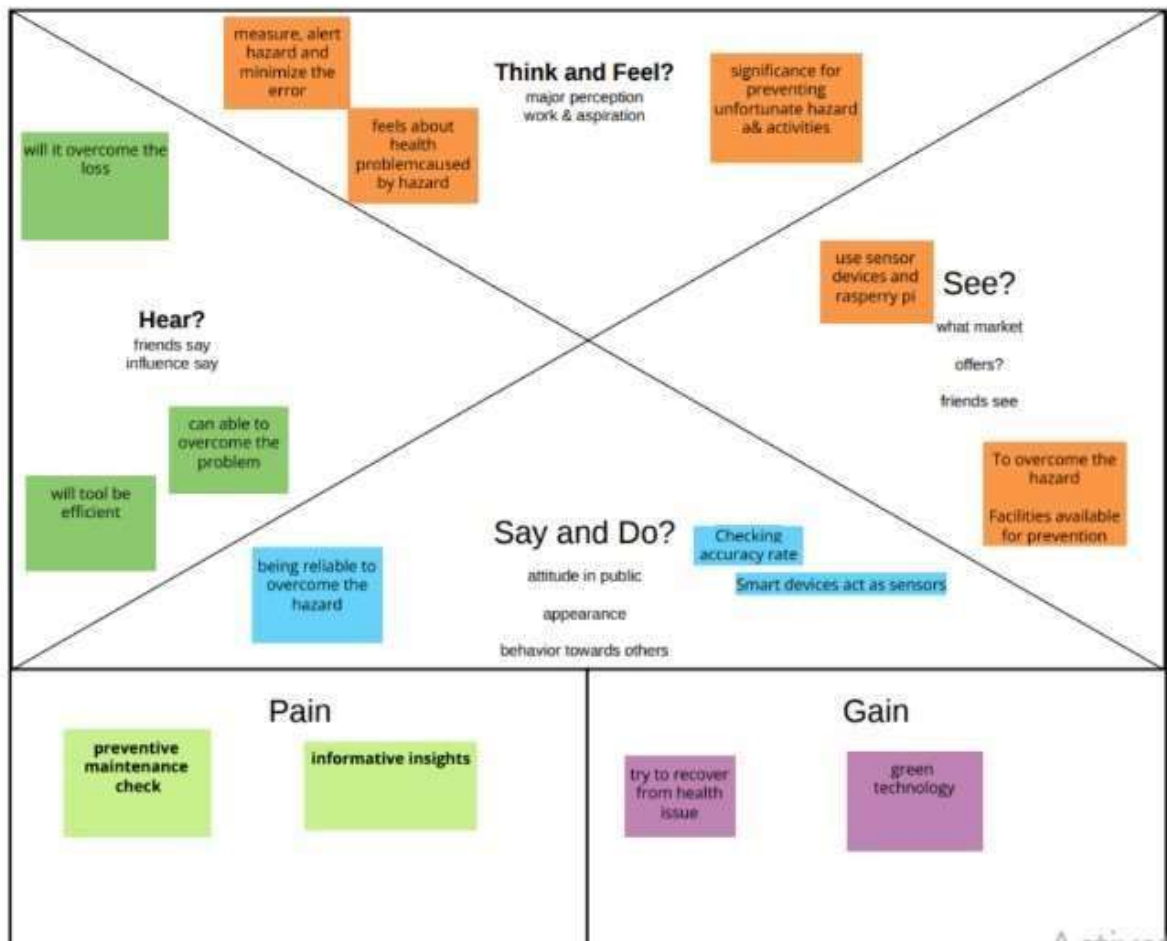 measure, alert
hazard and
minimize the
error
Think and Feel?
major perception
work & aspiration
significance for
preventing
unfortunate hazard
a& activities
feels about
health
problemcaused
by hazard
will it overcome the
loss
use sensor
devices and
rasperry pi
See?
what market
offers?
friends see
Hear?
friends say
influence say
can able to
overcome the
problem
will tool be
efficient
To overcome the
hazard
Facilities available
for prevention
Say and Do?
attitude in public
appearance
behavior towards others
Checking
accuracy rate
Smart devices act as sensors
being reliable to
overcome the
hazard
Pain
preventive
maintenance
check
informative insights
Gain
try to recover
from health
issue
green
technology